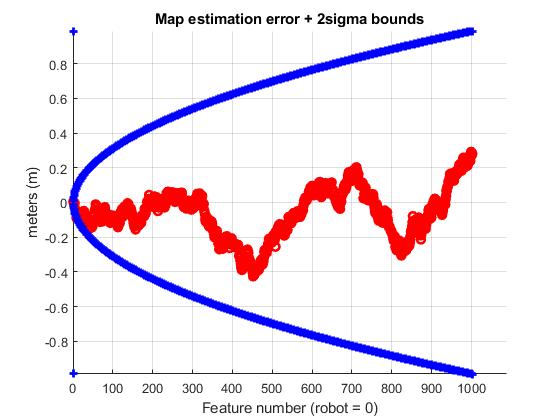 Map estimation error + 2sigma bounds
0.8
0.6
0.4
0.2
0
-0.2
-0.4
-0.6
-0.8
meters (m)
0 100 200 300 400 500 600 700 800 900 1000
Feature number (robot = 0)